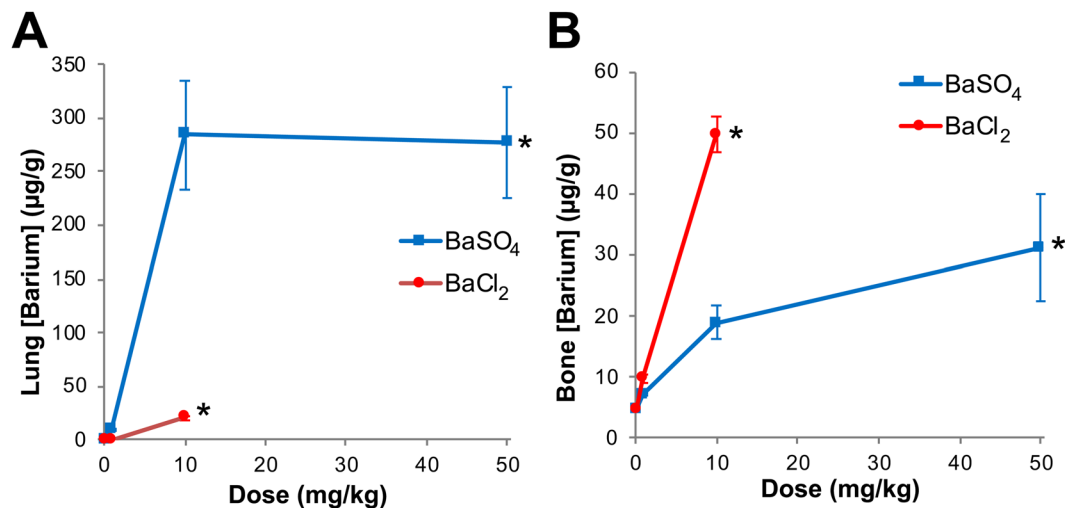 A
Lung [Barium] (µg/g)
350
300
250
200
150
100
50
0
BaSO₄
BaCl₂
*
*
0 10 20 30 40 50
Dose (mg/kg)
B
Bone [Barium] (µg/g)
60
50
40
30
20
10
0
BaSO₄
BaCl₂
*
*
0 10 20 30 40 50
Dose (mg/kg)